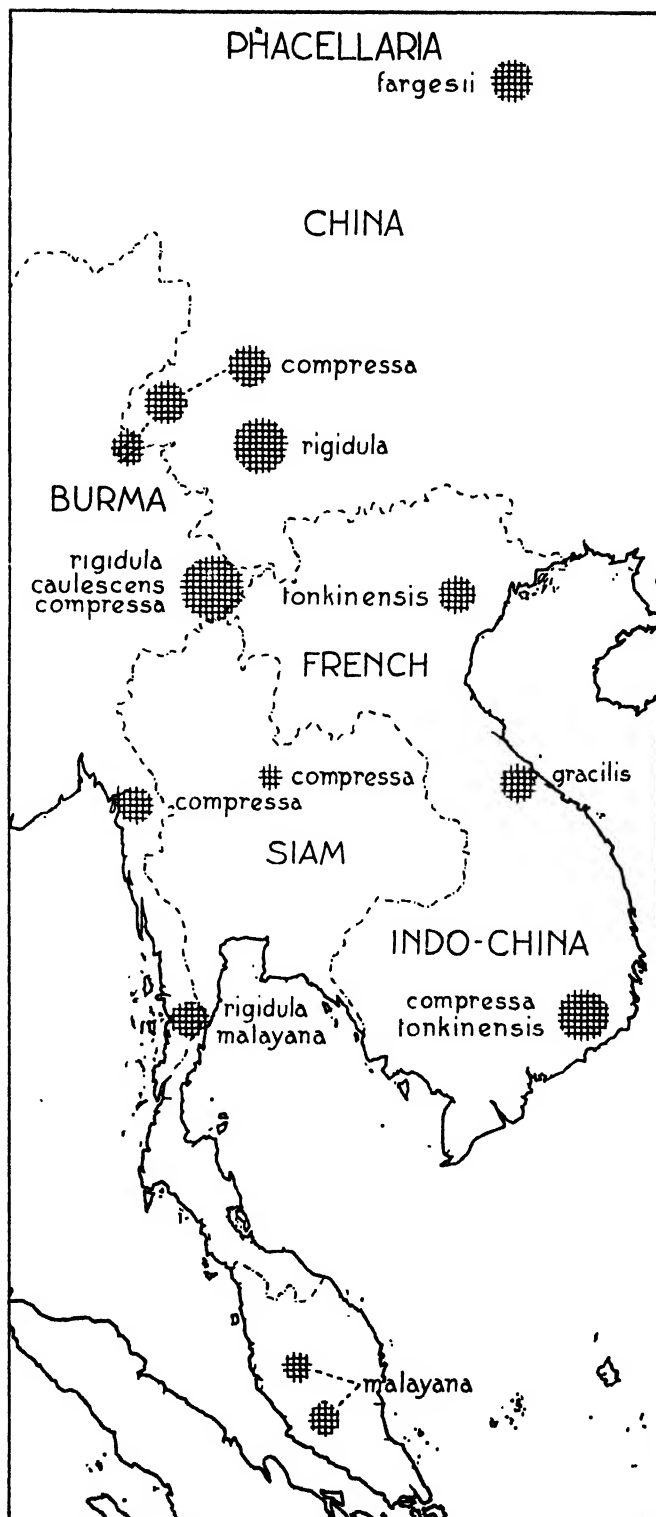 PHACELLARIA
fargesii
CHINA
compressa
rigidula
BURMA
rigidula
caulescens
compressa
tonkinensis
FRENCH
compressa
gracilis
compressa
SIAM
INDO-CHINA
rigidula
malayana
compressa
tonkinensis
malayana